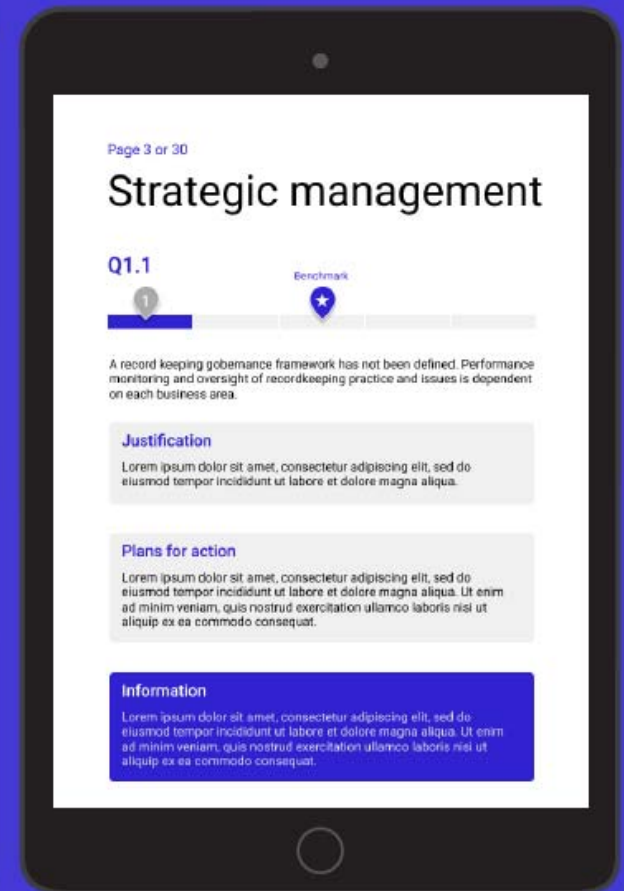 Page 3 or 30
Strategic management
Q1.1
Benchmark
1
A record keeping gobernance framework has not been defined. Performance
monitoring and oversight of recordkeeping practice and issues is dependent
on each business area.
Justification
Lorem ipsum dolor sit amet, consectetur adipiscing elit, sed do
eiusmod tempor incididunt ut labore et dolore magna aliqua.
Plans for action
Lorem ipsum dolor sit amet, consectetur adipiscing elit, sed do
eiusmod tempor incididunt ut labore et dolore magna aliqua. Ut enim
ad minim veniam, quis nostrud exercitation ullamco laboris nisi ut
aliquip ex ea commodo consequat.
Information
Lorem ipsum dolor sit amet, consectetur adipiscing elit, sed do
eiusmod tempor incididunt ut labore et dolore magna aliqua. Ut enim
ad minim veniam, quis nostrud exercitation ullamco laboris nisi ut
aliquip ex ea commodo consequat.